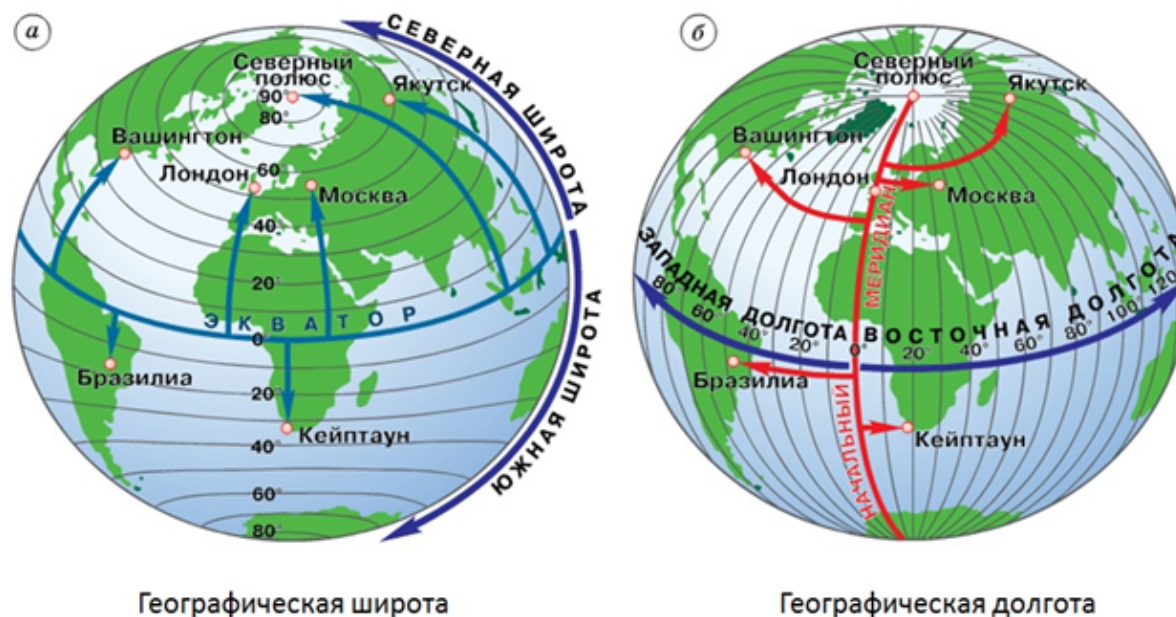 а
СЕВЕРНАЯ ШИРОТА
Северный
полюс
90°
80°
Якутск
Вашингтон
60°
Лондон
Москва
40°
20°
ЭКВАТОР
0°
Бразилиа
20°
Кейптаун
40°
ЮЖНАЯ ШИРОТА
60°
80°
Географическая широта
б
Северный
полюс
Якутск
Вашингтон
Лондон
Москва
НАЧАЛЬНЫЙ МЕРИДИАН
ЗАПАДНАЯ ДОЛГОТА
ВОСТОЧНАЯ ДОЛГОТА
80° 60° 40° 20° 0° 20° 40° 60° 80° 100° 120°
Бразилиа
Кейптаун
Географическая долгота